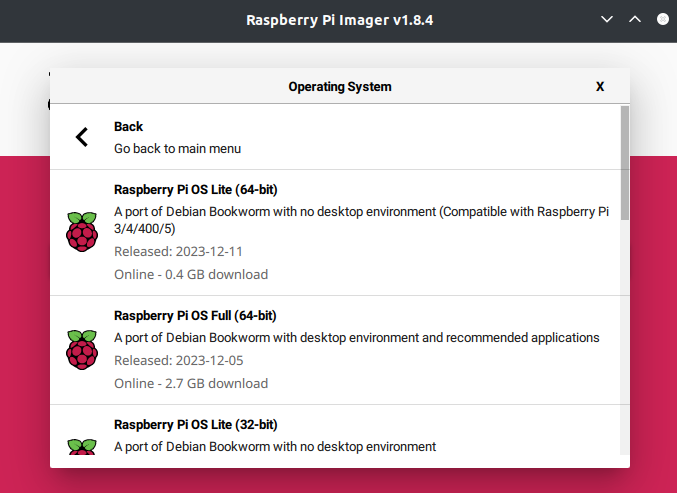 Raspberry Pi Imager v1.8.4
Operating System
X
Back
Go back to main menu
Raspberry Pi OS Lite (64-bit)
A port of Debian Bookworm with no desktop environment (Compatible with Raspberry Pi
3/4/400/5)
Released: 2023-12-11
Online - 0.4 GB download
Raspberry Pi OS Full (64-bit)
A port of Debian Bookworm with desktop environment and recommended applications
Released: 2023-12-05
Online - 2.7 GB download
Raspberry Pi OS Lite (32-bit)
A port of Debian Bookworm with no desktop environment